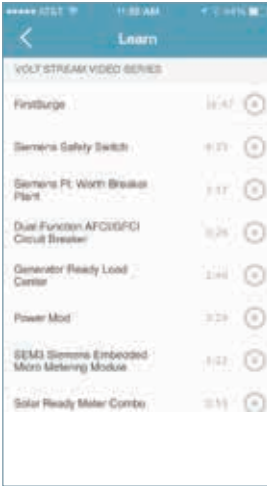 AT&T
Learn
VOLT STREAM VIDEO SERIES
FirstSurge
Siemens Safety Switch
Siemens Ft. Worth Breaker
Plant
Dual Function AFCI/GFCI
Circuit Breaker
Generator Ready Load
Center
Power Mod
SEM3 Siemens Embedded
Micro Metering Module
Solar Ready Meter Combo